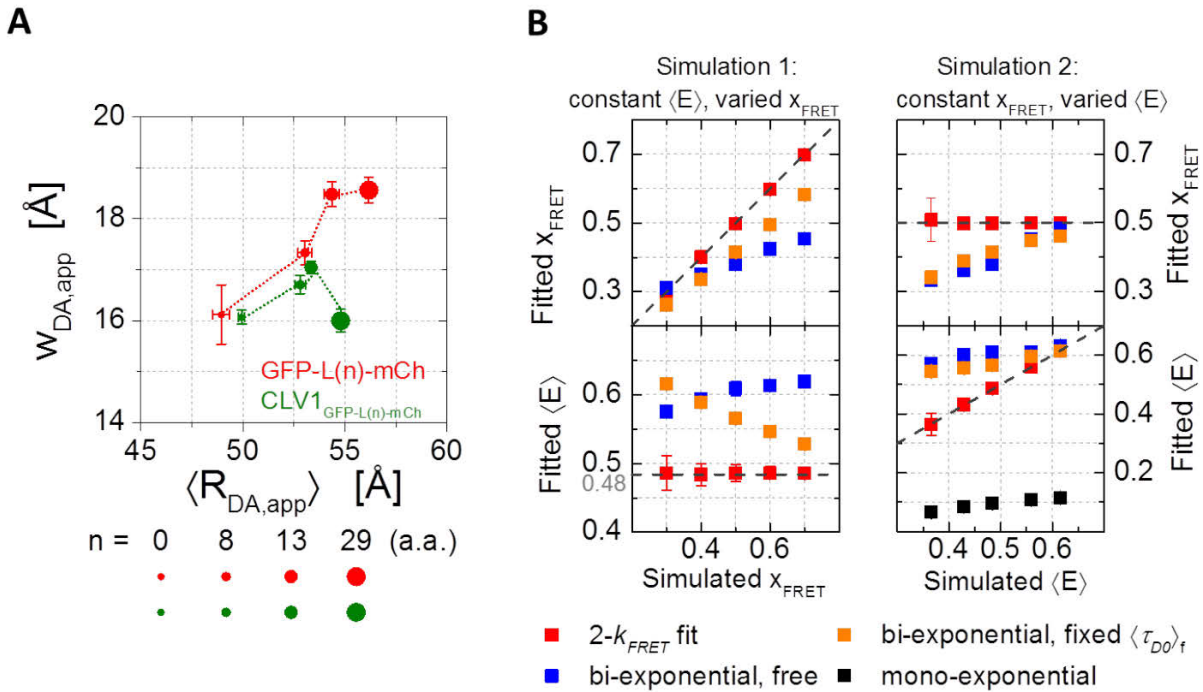 A
20
18
16
14
w_DA,app [Å]
45 50 55 60
⟨R_DA,app⟩ [Å]
GFP-L(n)-mCh
CLV1_GFP-L(n)-mCh
n = 0 8 13 29 (a.a.)
B
Simulation 1:
constant ⟨E⟩, varied x_FRET
Simulation 2:
constant x_FRET, varied ⟨E⟩
0.7
0.5
0.3
Fitted x_FRET
0.6
0.5
0.48
0.4
Fitted ⟨E⟩
0.4 0.6
Simulated x_FRET
0.7
0.5
0.3
Fitted x_FRET
0.6
0.4
0.2
Fitted ⟨E⟩
0.4 0.5 0.6
Simulated ⟨E⟩
2-k_FRET fit
bi-exponential, free
bi-exponential, fixed ⟨τ_D0⟩_f
mono-exponential